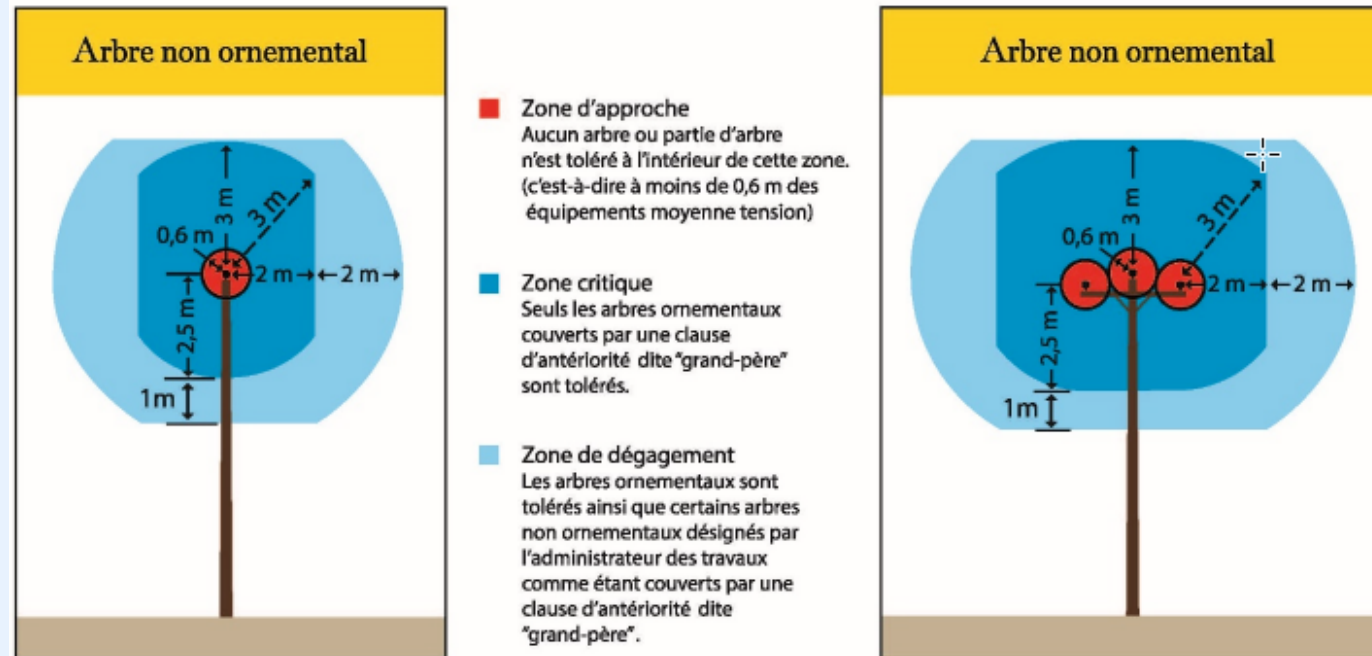 Arbre non ornemental
3 m
3 m
0,6 m
2 m
2 m
2,5 m
1m
Zone d'approche
Aucun arbre ou partie d'arbre
n'est toléré à l'intérieur de cette zone.
(c'est-à-dire à moins de 0,6 m des
équipements moyenne tension)
Zone critique
Seuls les arbres ornementaux
couverts par une clause
d'antériorité dite "grand-père"
sont tolérés.
Zone de dégagement
Les arbres ornementaux sont
tolérés ainsi que certains arbres
non ornementaux désignés par
l'administrateur des travaux
comme étant couverts par une
clause d'antériorité dite
"grand-père".
Arbre non ornemental
3 m
3 m
0,6 m
2 m
2 m
2,5 m
1m